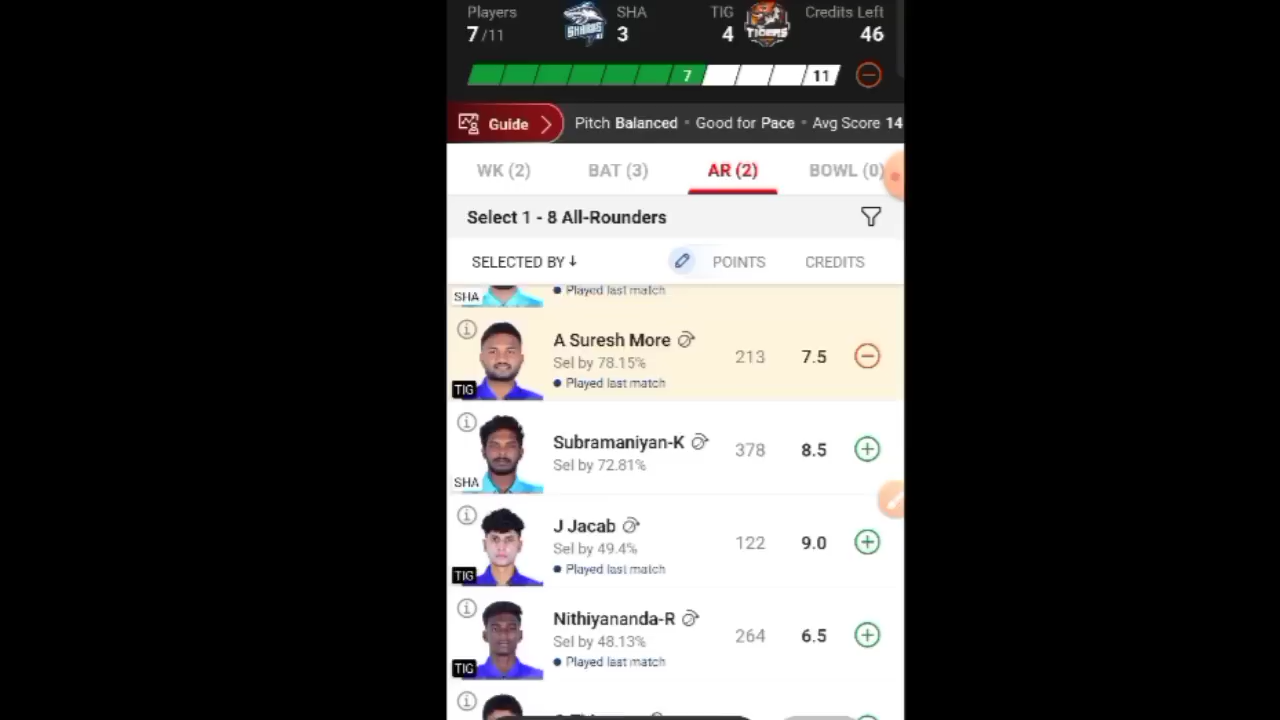 Players SHA TIG Credits Left
7/11 SHARKS 3 4 TIGERS 46
7 11
Guide Pitch Balanced • Good for Pace • Avg Score 14
WK (2) BAT (3) AR (2) BOWL (0)
Select 1 - 8 All-Rounders
SELECTED BY↓ POINTS CREDITS
SHA Played last match
A Suresh More 213 7.5
Sel by 78.15%
TIG Played last match
Subramaniyan-K 378 8.5
Sel by 72.81%
SHA
J Jacab 122 9.0
Sel by 49.4%
TIG Played last match
Nithiyananda-R 264 6.5
Sel by 48.13%
TIG Played last match